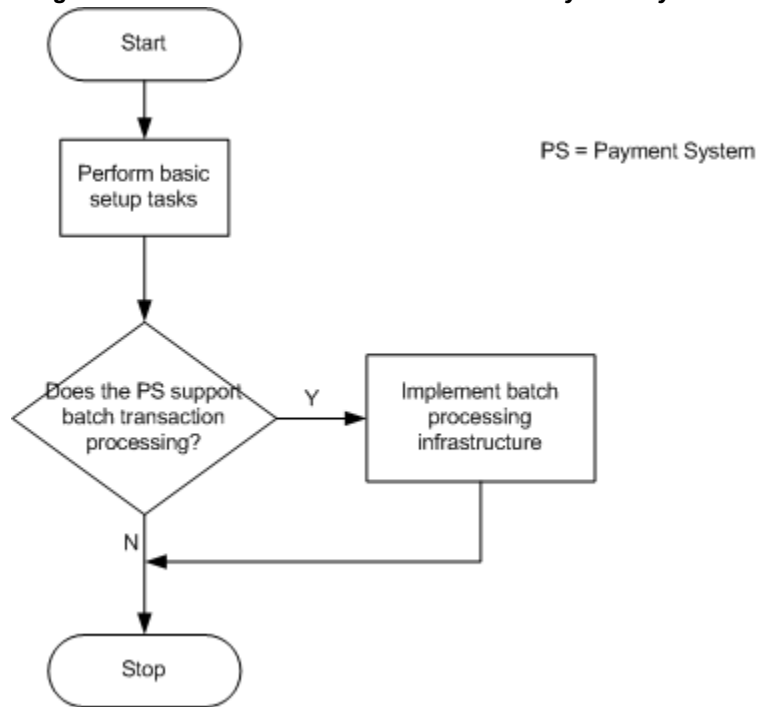 Start
PS = Payment System
Perform basic
setup tasks
Does the PS support
batch transaction
processing?
Y
Implement batch
processing
infrastructure
N
Stop